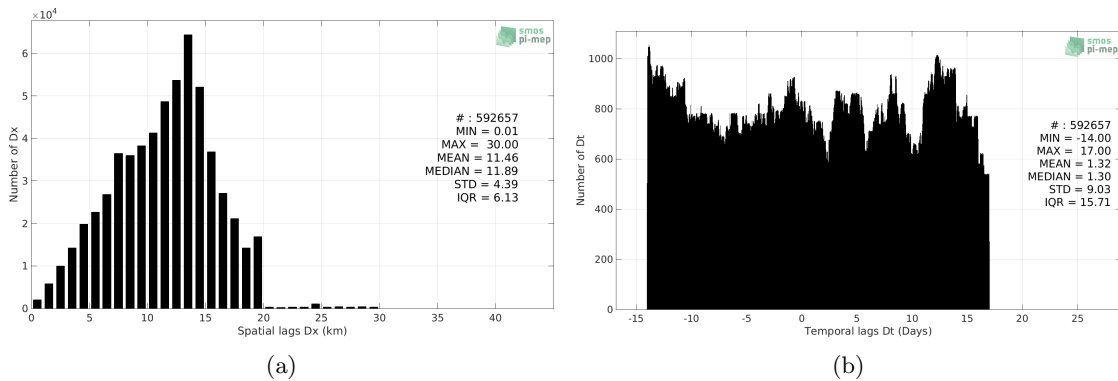 ×10⁴
smos
pi-mep
6
5
4
3
2
1
0
Number of Dx
# : 592657
MIN = 0.01
MAX = 30.00
MEAN = 11.46
MEDIAN = 11.89
STD = 4.39
IQR = 6.13
0 5 10 15 20 25 30 35 40
Spatial lags Dx (km)
(a)
smos
pi-mep
1000
800
600
400
200
0
Number of Dt
# : 592657
MIN = -14.00
MAX = 17.00
MEAN = 1.32
MEDIAN = 1.30
STD = 9.03
IQR = 15.71
-15 -10 -5 0 5 10 15 20 25
Temporal lags Dt (Days)
(b)